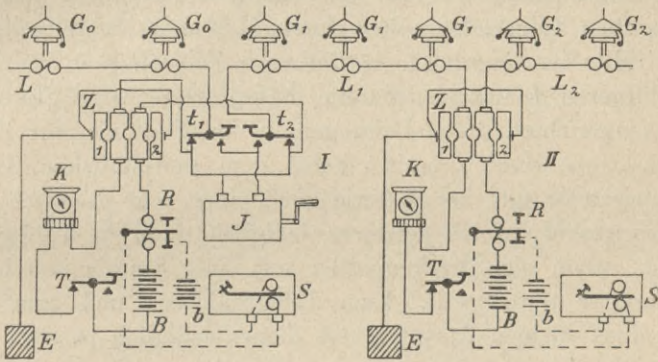 G₀ G₀ G₁ G₁ G₁ G₂ G₂
L L₁ L₂
Z t₁ t₂ Z
1 2 I 1 2 II
K R J K R
T S T S
E B b E B b